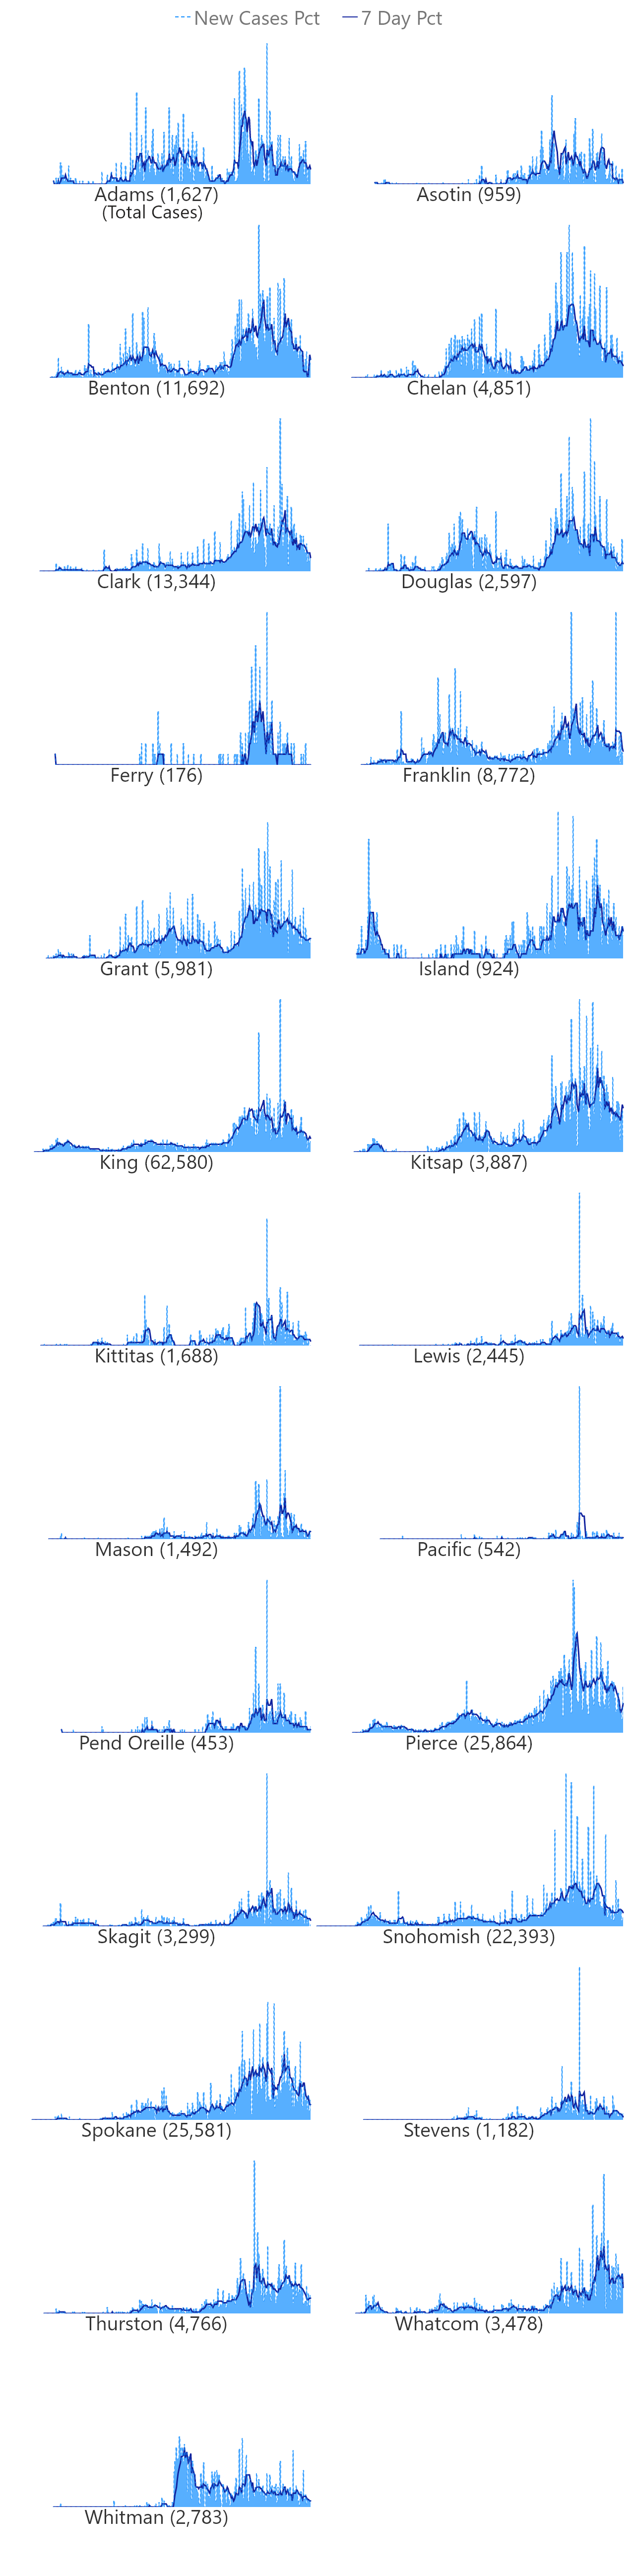 New Cases Pct 7 Day Pct
Adams (1,627) Asotin (959)
(Total Cases)
Benton (11,692) Chelan (4,851)
Clark (13,344) Douglas (2,597)
Ferry (176) Franklin (8,772)
Grant (5,981) Island (924)
King (62,580) Kitsap (3,887)
Kittitas (1,688) Lewis (2,445)
Mason (1,492) Pacific (542)
Pend Oreille (453) Pierce (25,864)
Skagit (3,299) Snohomish (22,393)
Spokane (25,581) Stevens (1,182)
Thurston (4,766) Whatcom (3,478)
Whitman (2,783)